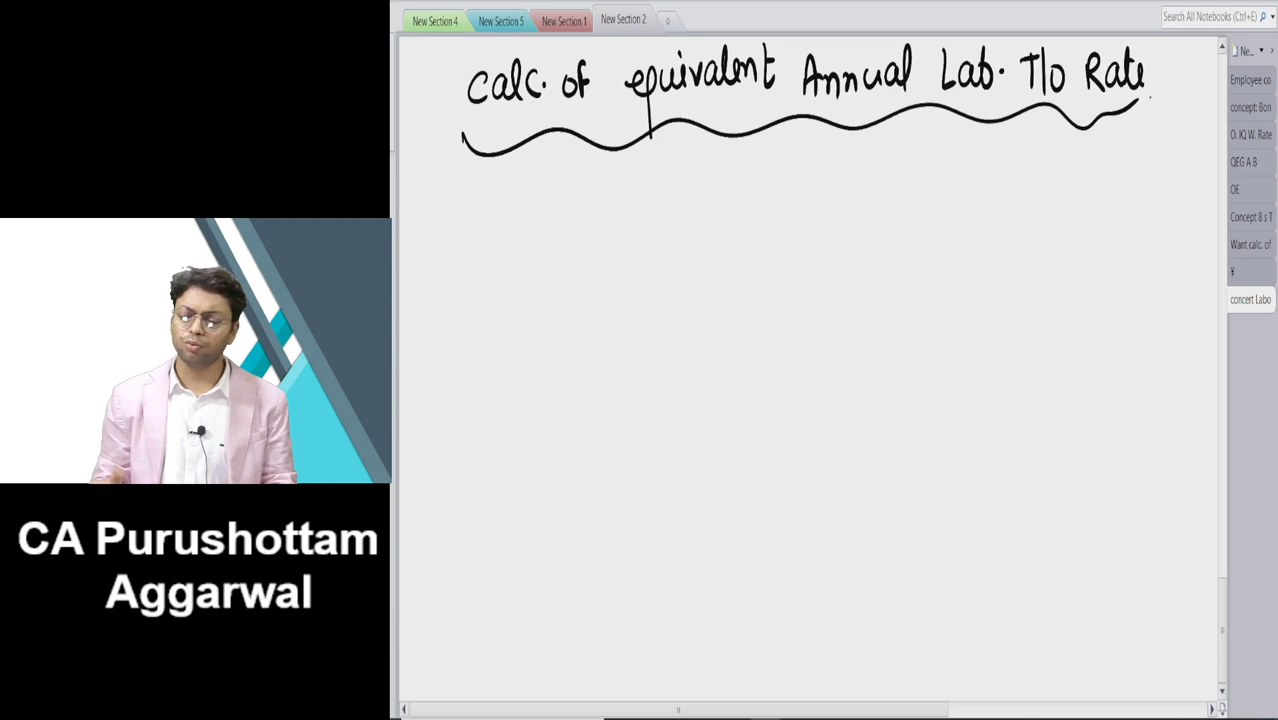 New Section 4 New Section 5 New Section 1 New Section 2
Search All Notebooks (Ctrl+E)
calc. of equivalent Annual Lab. T/o Rate
Ne...
Employee co
concept: Bon
O. IQ W. Rate
QEG A B
OE
Concept 8 s T
Want calc. of
¥
concert Labo
CA Purushottam
Aggarwal